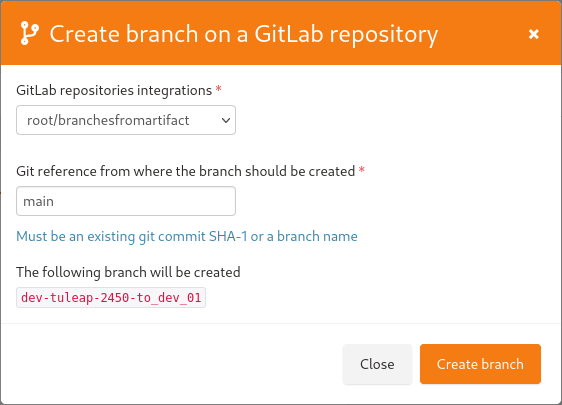 Create branch on a GitLab repository
GitLab repositories integrations *
root/branchesfromartifact
Git reference from where the branch should be created *
main
Must be an existing git commit SHA-1 or a branch name
The following branch will be created
dev-tuleap-2450-to_dev_01
Close
Create branch